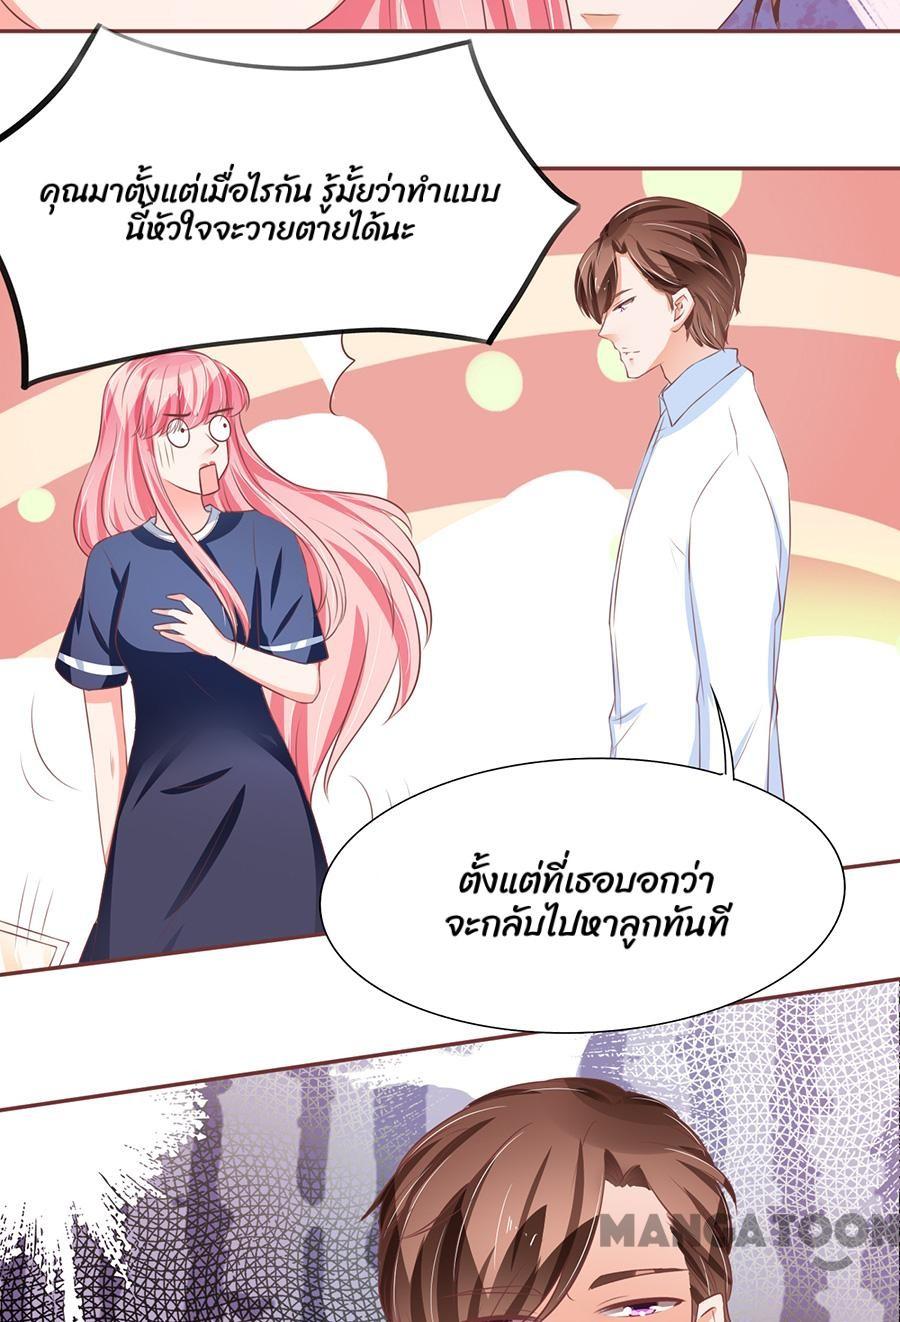 คุณมาตั้งแต่เมื่อไรกัน รู้มั้ยว่าทำแบบ
นี้หัวใจจะวายตายได้นะ
ตั้งแต่ที่เธอบอกว่า
จะกลับไปหาลูกทันที
MANGATOON